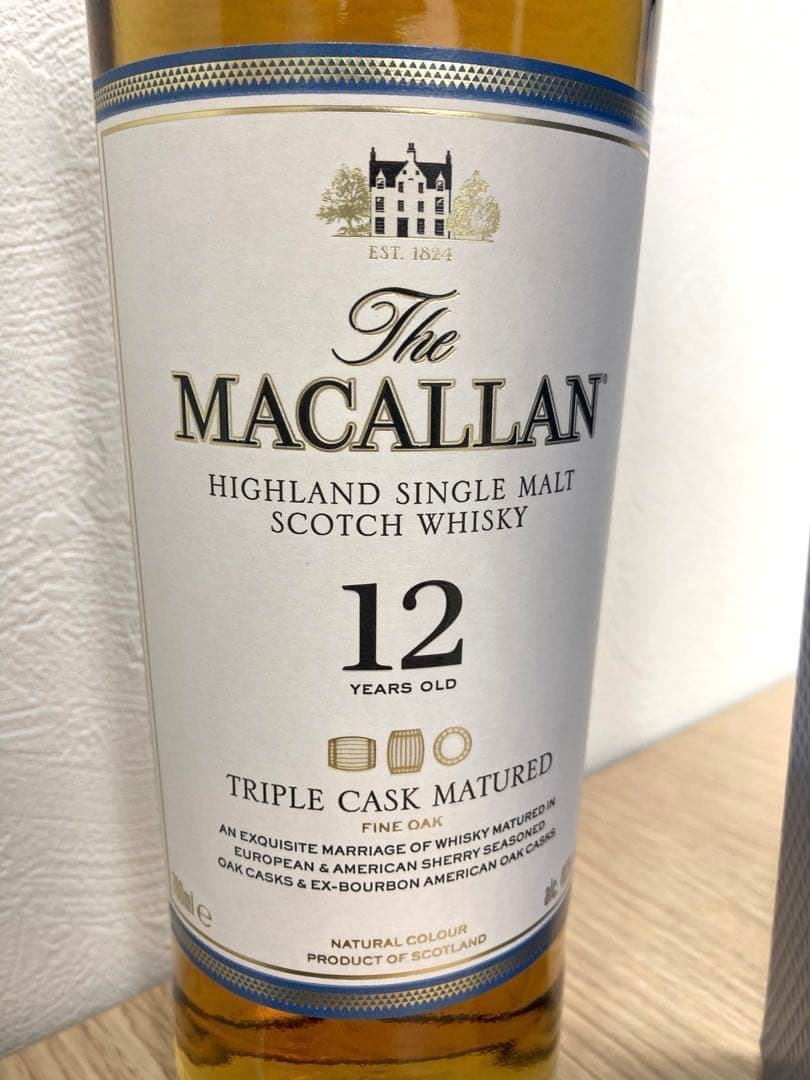 EST. 1824
The
MACALLAN
HIGHLAND SINGLE MALT
SCOTCH WHISKY
12
YEARS OLD
TRIPLE CASK MATURED
FINE OAK
AN EXQUISITE MARRIAGE OF WHISKY MATURED IN
EUROPEAN & AMERICAN SHERRY SEASONED
OAK CASKS & EX-BOURBON AMERICAN OAK CASKS
alc.
NATURAL COLOUR
PRODUCT OF SCOTLAND